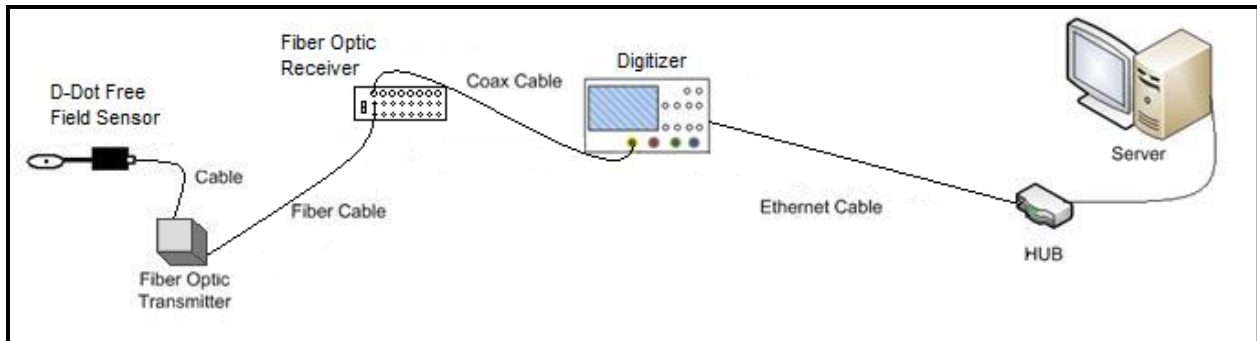 D-Dot Free
Field Sensor
Cable
Fiber Optic
Transmitter
Fiber Cable
Fiber Optic
Receiver
Coax Cable
Digitizer
Ethernet Cable
HUB
Server